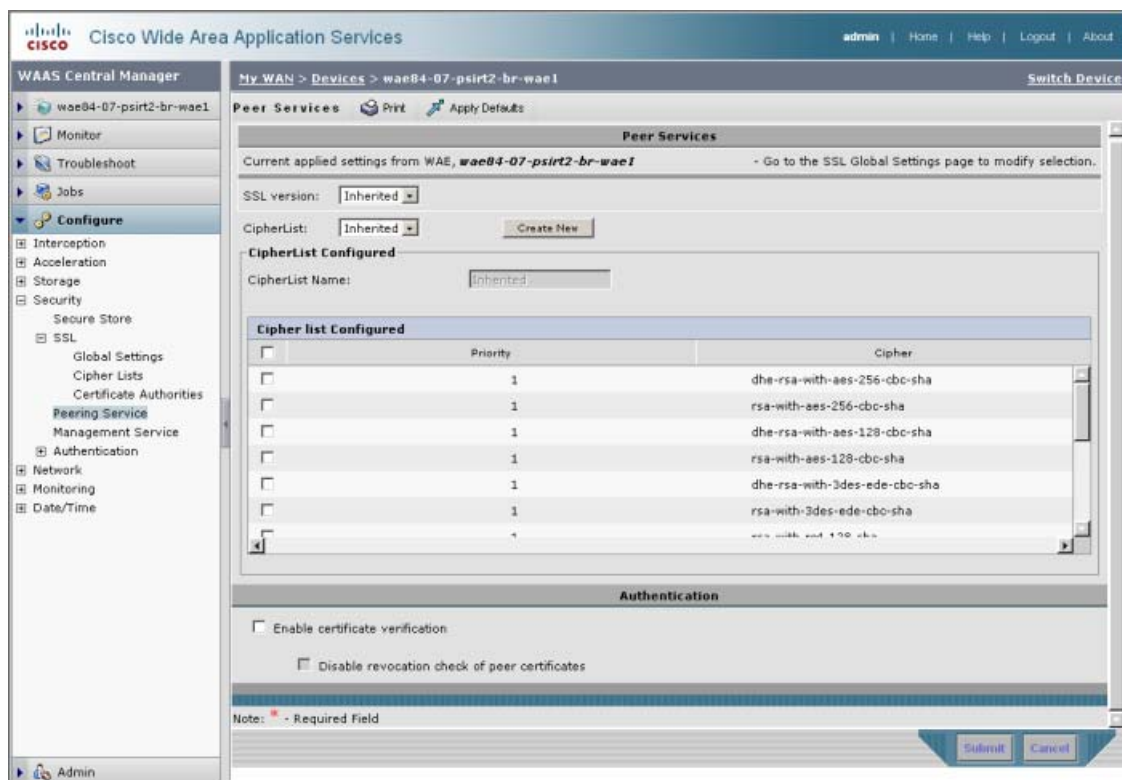 CISCO Cisco Wide Area Application Services
admin | Home | Help | Logout | About
WAAS Central Manager
wae84-07-psirt2-br-wae1
Monitor
Troubleshoot
Jobs
Configure
Interception
Acceleration
Storage
Security
Secure Store
SSL
Global Settings
Cipher Lists
Certificate Authorities
Peering Service
Management Service
Authentication
Network
Monitoring
Date/Time
Admin
My WAN > Devices > wae84-07-psirt2-br-wae1
Switch Device
Peer Services Print Apply Defaults
Peer Services
Current applied settings from WAE, wae84-07-psirt2-br-wae1 - Go to the SSL Global Settings page to modify selection.
SSL version: Inherited
CipherList: Inherited Create New
CipherList Configured
CipherList Name: Inherited
Cipher list Configured
Priority Cipher
1 dhe-rsa-with-aes-256-cbc-sha
1 rsa-with-aes-256-cbc-sha
1 dhe-rsa-with-aes-128-cbc-sha
1 rsa-with-aes-128-cbc-sha
1 dhe-rsa-with-3des-ede-cbc-sha
1 rsa-with-3des-ede-cbc-sha
Authentication
Enable certificate verification
Disable revocation check of peer certificates
Note: * - Required Field
Submit Cancel